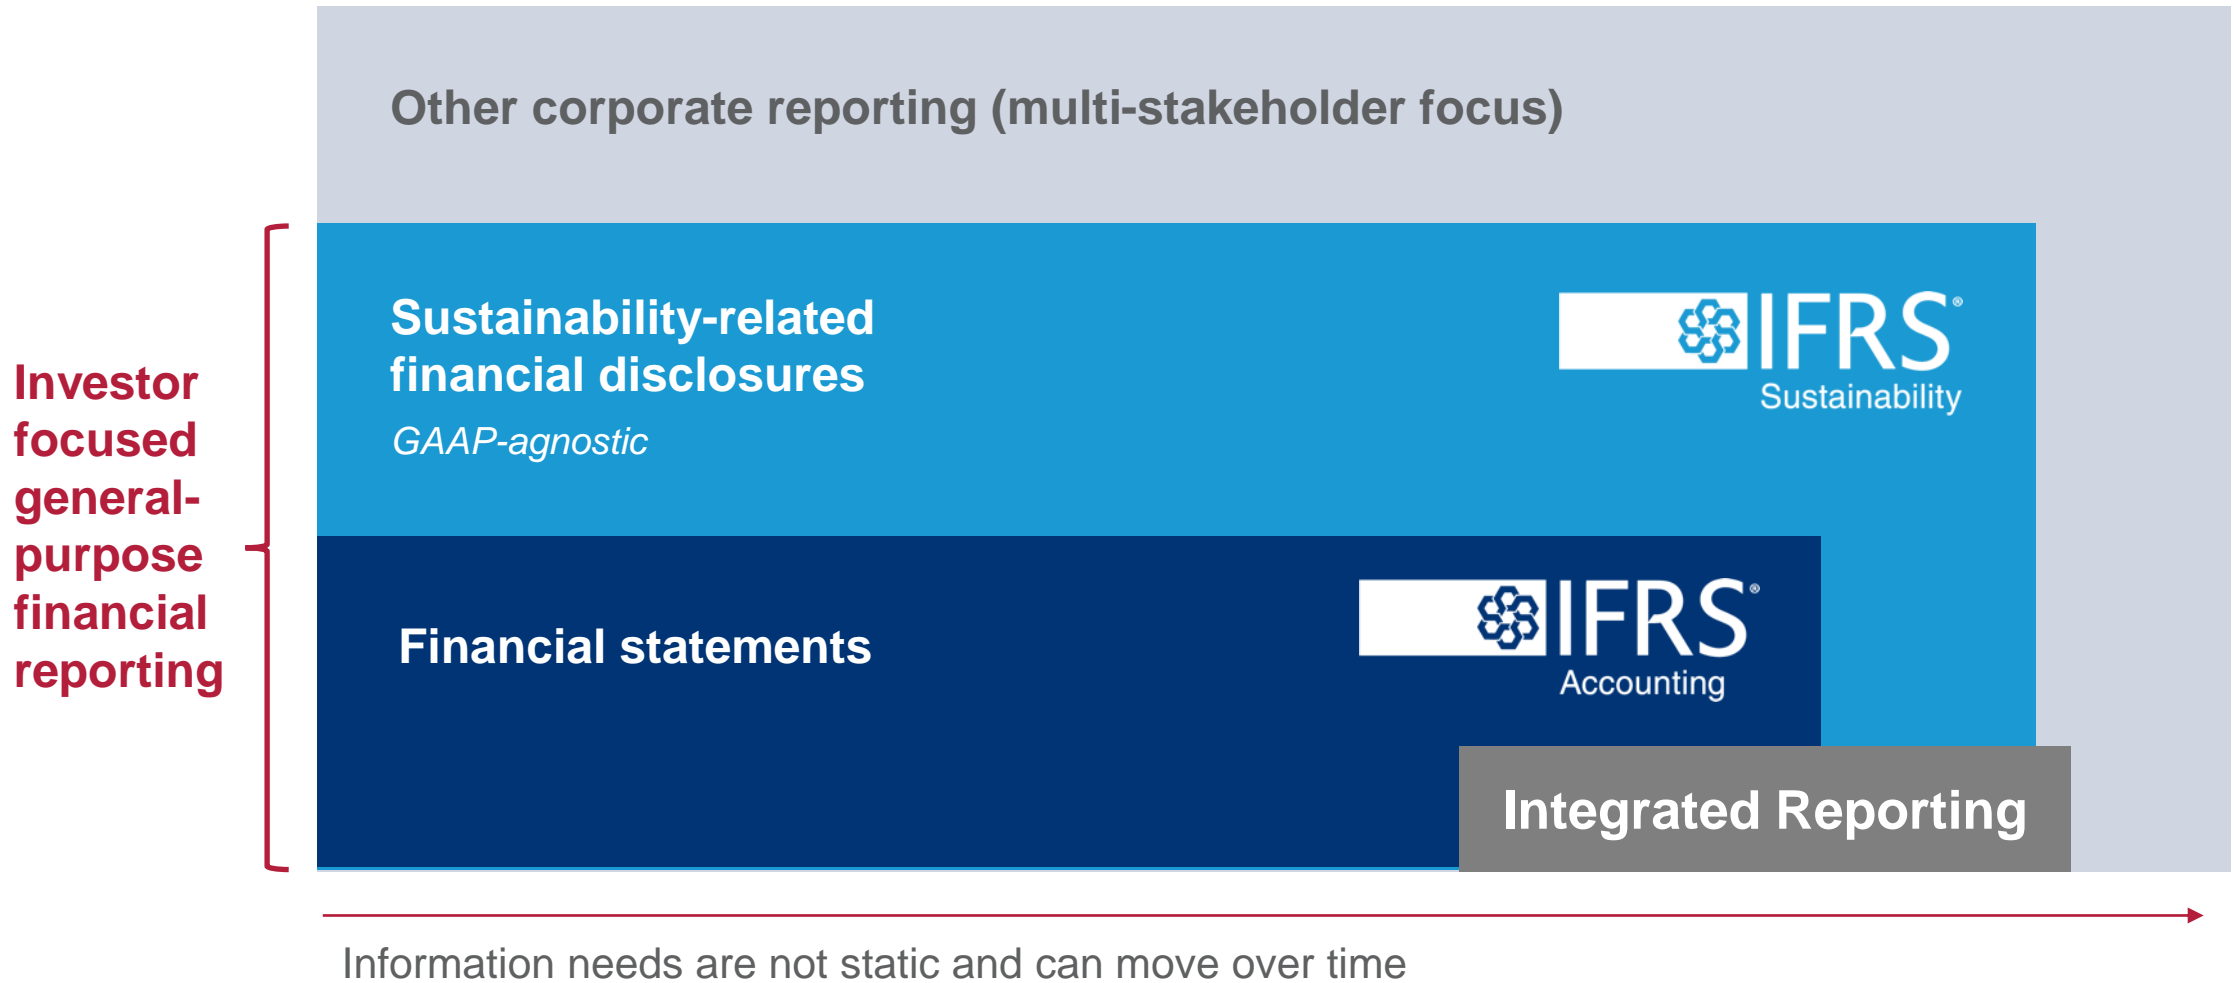 Other corporate reporting (multi-stakeholder focus)
Sustainability-related
financial disclosures
GAAP-agnostic
IFRS®
Sustainability
Investor
focused
general-
purpose
financial
reporting
Financial statements
IFRS®
Accounting
Integrated Reporting
Information needs are not static and can move over time